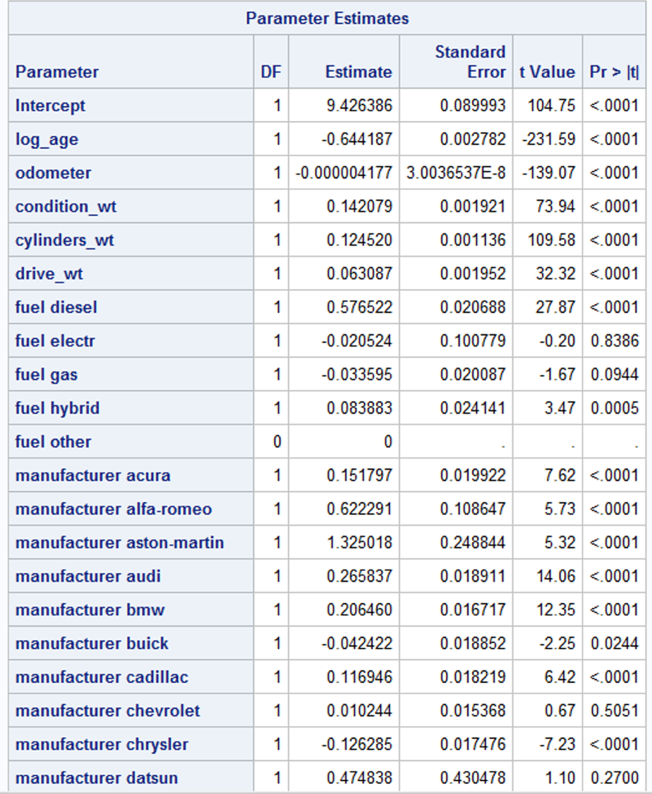 Parameter Estimates
Parameter DF Estimate Standard Error t Value Pr > |t|
Intercept 1 9.426386 0.089993 104.75 <.0001
log_age 1 -0.644187 0.002782 -231.59 <.0001
odometer 1 -0.000004177 3.0036537E-8 -139.07 <.0001
condition_wt 1 0.142079 0.001921 73.94 <.0001
cylinders_wt 1 0.124520 0.001136 109.58 <.0001
drive_wt 1 0.063087 0.001952 32.32 <.0001
fuel diesel 1 0.576522 0.020688 27.87 <.0001
fuel electr 1 -0.020524 0.100779 -0.20 0.8386
fuel gas 1 -0.033595 0.020087 -1.67 0.0944
fuel hybrid 1 0.083883 0.024141 3.47 0.0005
fuel other 0 0 . . .
manufacturer acura 1 0.151797 0.019922 7.62 <.0001
manufacturer alfa-romeo 1 0.622291 0.108647 5.73 <.0001
manufacturer aston-martin 1 1.325018 0.248844 5.32 <.0001
manufacturer audi 1 0.265837 0.018911 14.06 <.0001
manufacturer bmw 1 0.206460 0.016717 12.35 <.0001
manufacturer buick 1 -0.042422 0.018852 -2.25 0.0244
manufacturer cadillac 1 0.116946 0.018219 6.42 <.0001
manufacturer chevrolet 1 0.010244 0.015368 0.67 0.5051
manufacturer chrysler 1 -0.126285 0.017476 -7.23 <.0001
manufacturer datsun 1 0.474838 0.430478 1.10 0.2700